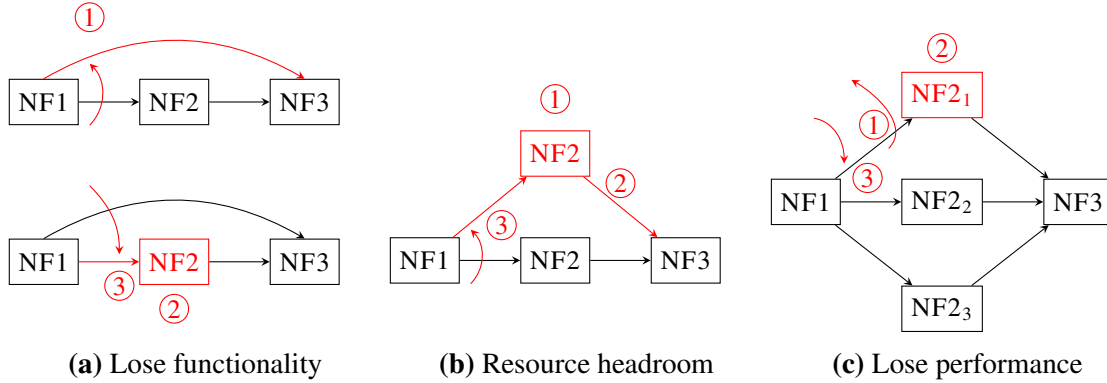 ①
NF1 NF2 NF3
NF1 NF2 NF3
③
②
(a) Lose functionality
①
NF2
②
③
NF1 NF2 NF3
(b) Resource headroom
②
NF2₁
①
③
NF1 NF2₂ NF3
NF2₃
(c) Lose performance